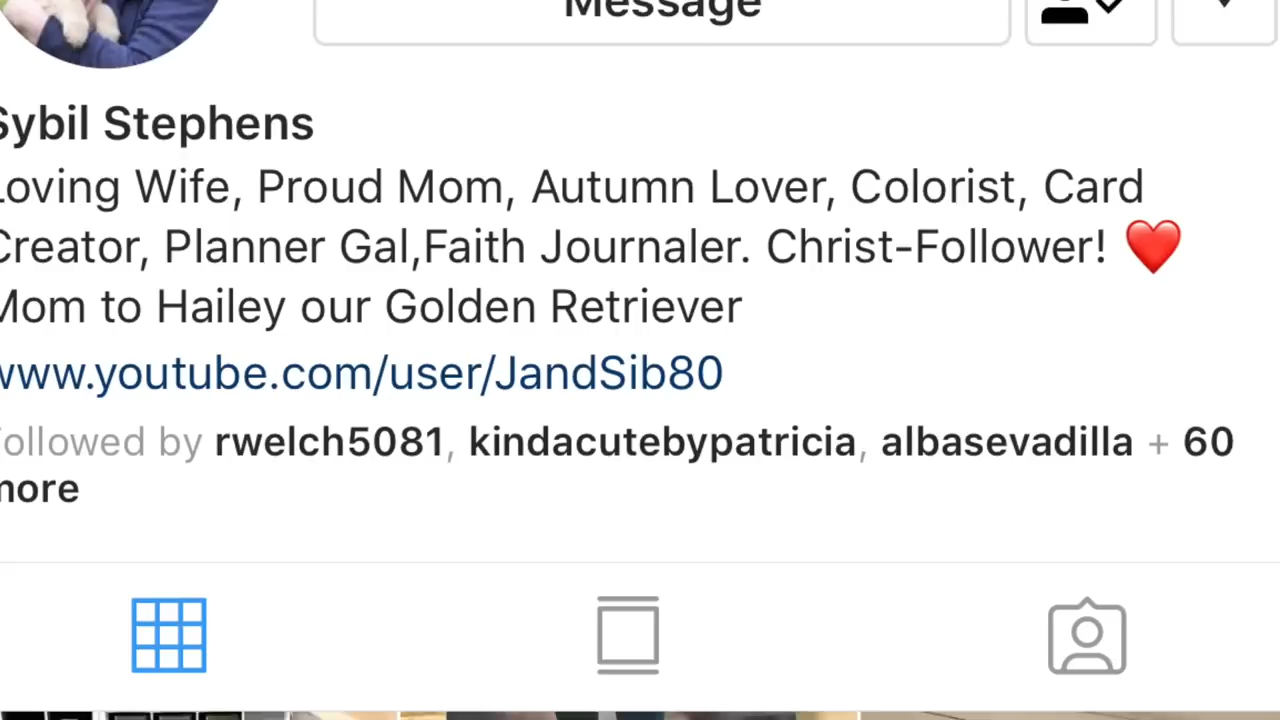 Message
Sybil Stephens
Loving Wife, Proud Mom, Autumn Lover, Colorist, Card
Creator, Planner Gal,Faith Journaler. Christ-Follower! ❤️
Mom to Hailey our Golden Retriever
www.youtube.com/user/JandSib80
Followed by rwelch5081, kindacutebypatricia, albasevadilla + 60
more